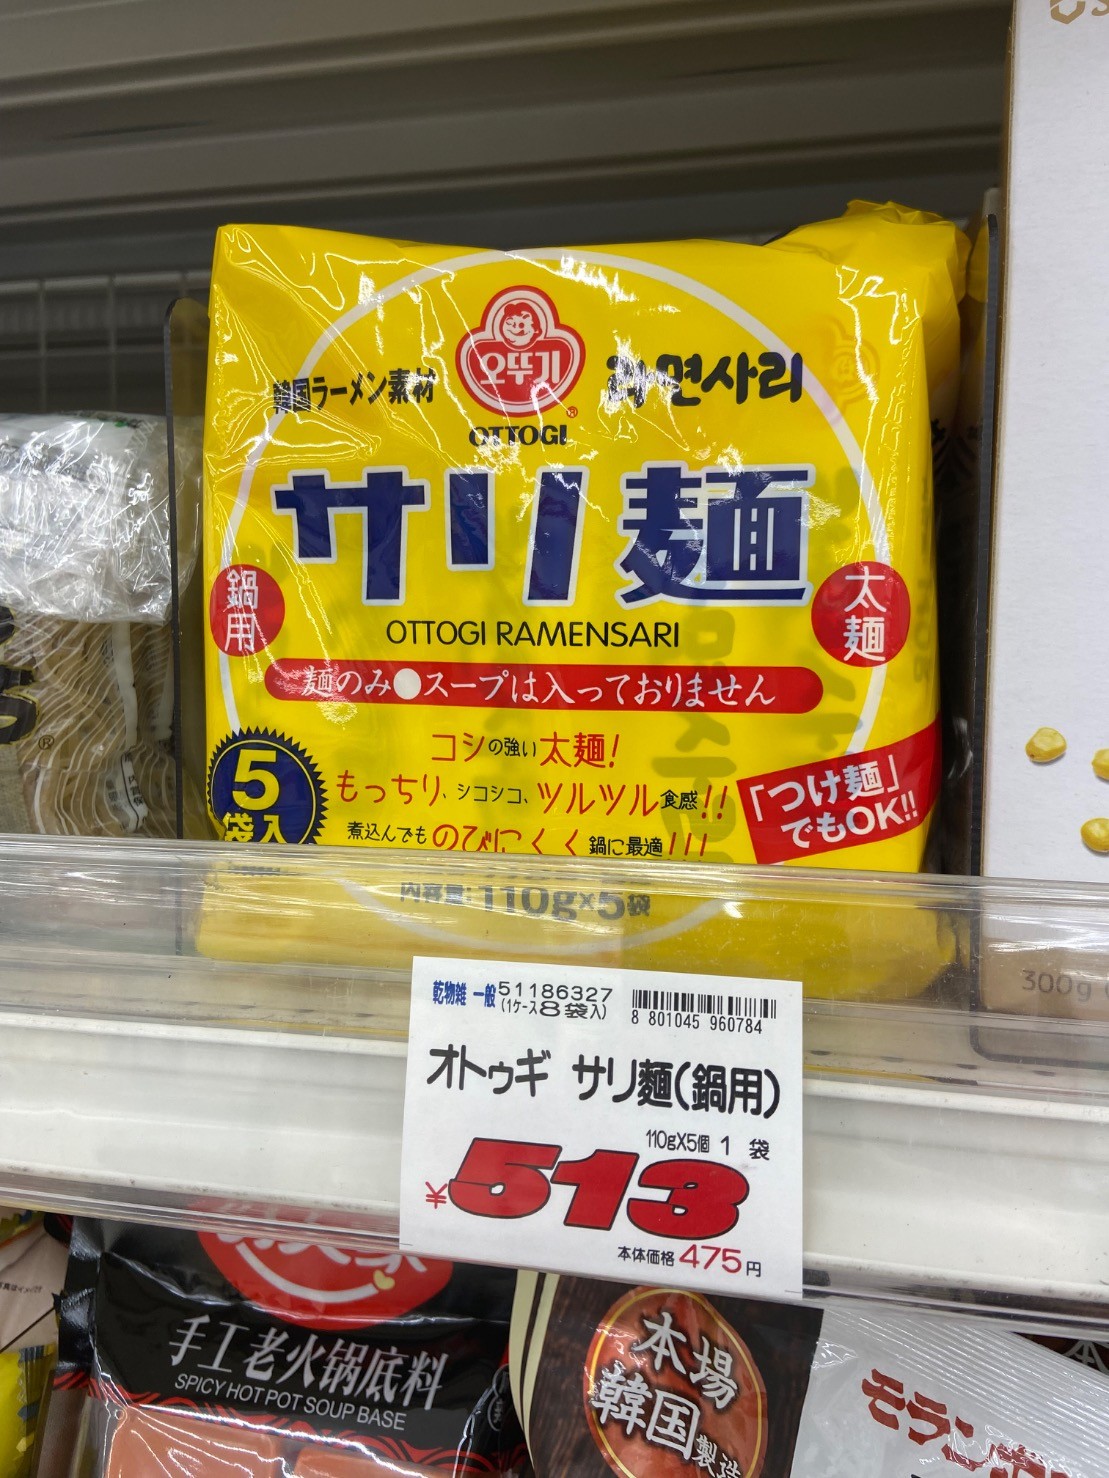 오뚜기
®
韓国ラーメン素材
라면사리
OTTOGI
サリ麺
鍋用
太麺
OTTOGI RAMENSARI
麺のみ●スープは入っておりません
5
袋入
コシの強い太麺!
もっちり、シコシコ、ツルツル食感!!
煮込んでものびにくく鍋に最適!!!
「つけ麺」
でもOK!!
内容量:110g×5袋
300g
®
乾物雑 一般 51186327
(1ケース8袋入)
8 801045 960784
オトゥギ サリ麺(鍋用)
110gX5個 1 袋
¥513
本体価格 475円
手工老火锅底料
SPICY HOT POT SOUP BASE
本場
韓国製造
モラン